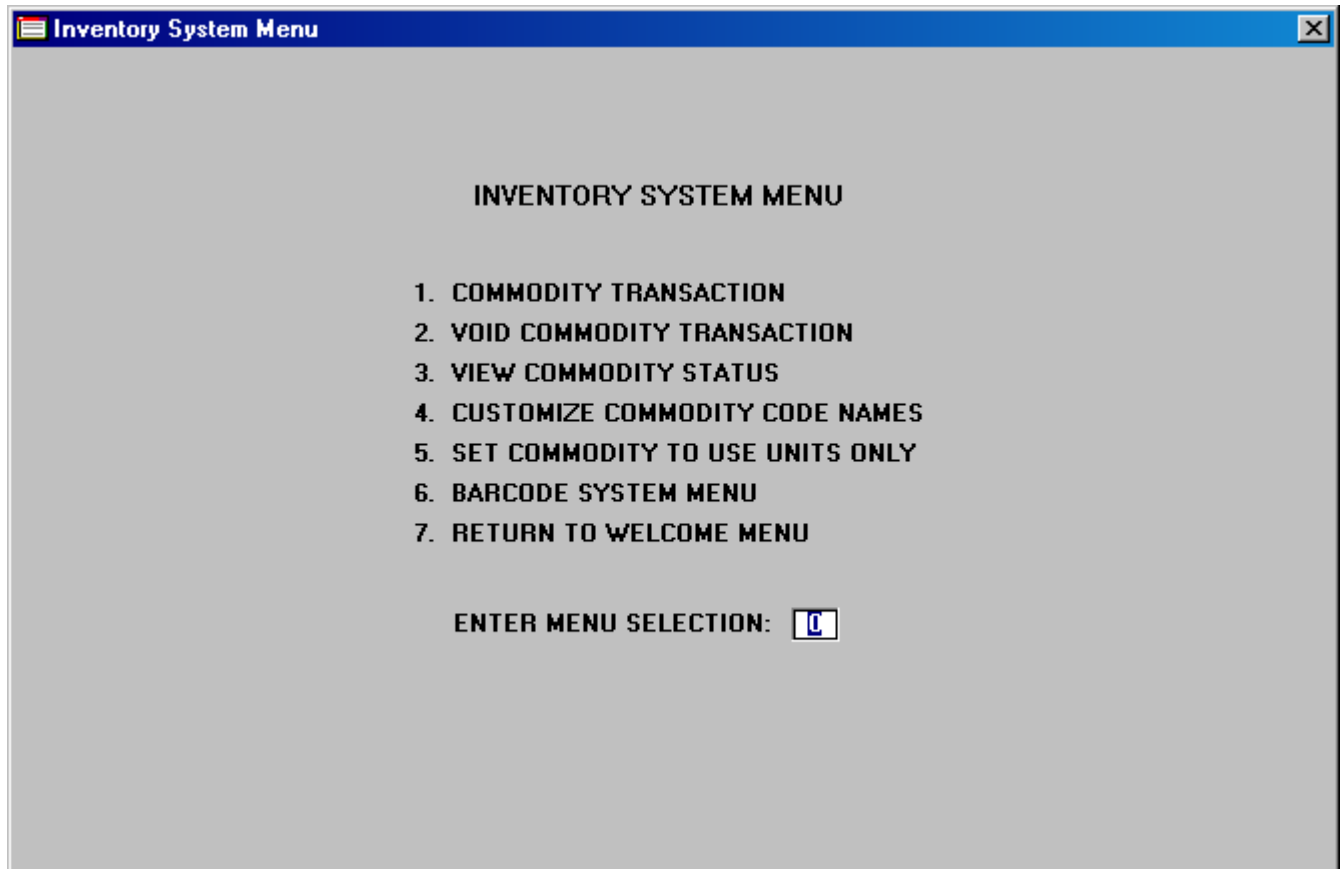 Inventory System Menu
INVENTORY SYSTEM MENU
1. COMMODITY TRANSACTION
2. VOID COMMODITY TRANSACTION
3. VIEW COMMODITY STATUS
4. CUSTOMIZE COMMODITY CODE NAMES
5. SET COMMODITY TO USE UNITS ONLY
6. BARCODE SYSTEM MENU
7. RETURN TO WELCOME MENU
ENTER MENU SELECTION: 0